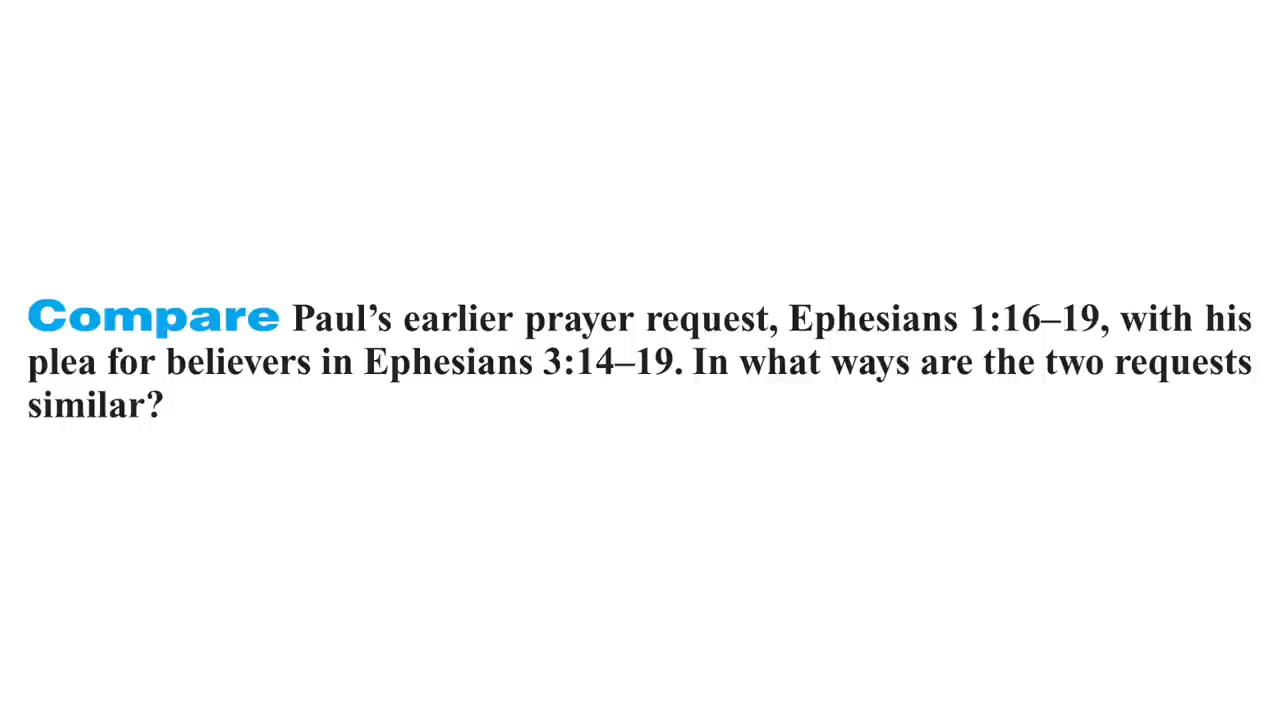 Compare Paul’s earlier prayer request, Ephesians 1:16–19, with his
plea for believers in Ephesians 3:14–19. In what ways are the two requests
similar?